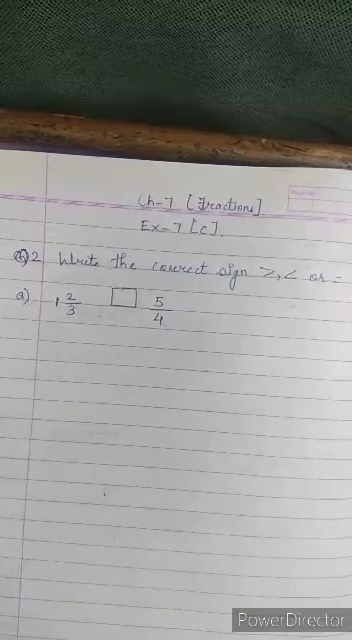 Ch-7 [Fractions]
Ex-7 [C].
Q2 Write the correct sign >, < or =
a) 1 2/3 □ 5/4
PowerDirector